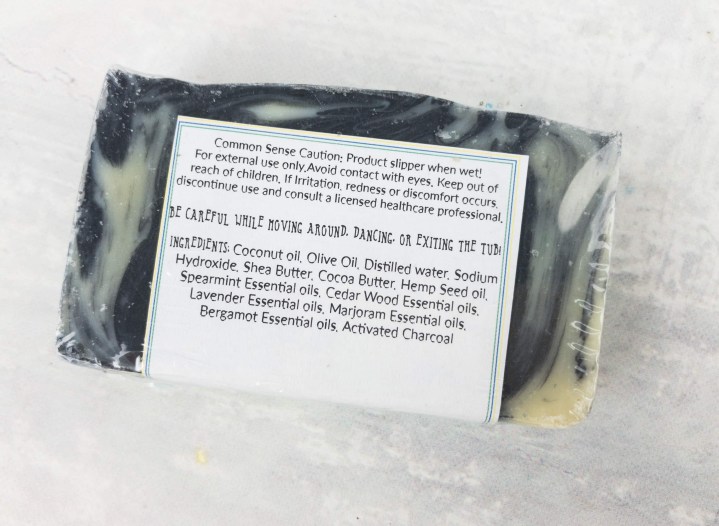 Common Sense Caution: Product slipper when wet!
For external use only. Avoid contact with eyes. Keep out of
reach of children. If Irritation, redness or discomfort occurs,
discontinue use and consult a licensed healthcare professional.
BE CAREFUL WHILE MOVING AROUND, DANCING, OR EXITING THE TUB!
INGREDIENTS: Coconut oil, Olive Oil, Distilled water, Sodium
Hydroxide, Shea Butter, Cocoa Butter, Hemp Seed oil,
Spearmint Essential oils, Cedar Wood Essential oils,
Lavender Essential oils, Marjoram Essential oils,
Bergamot Essential oils, Activated Charcoal